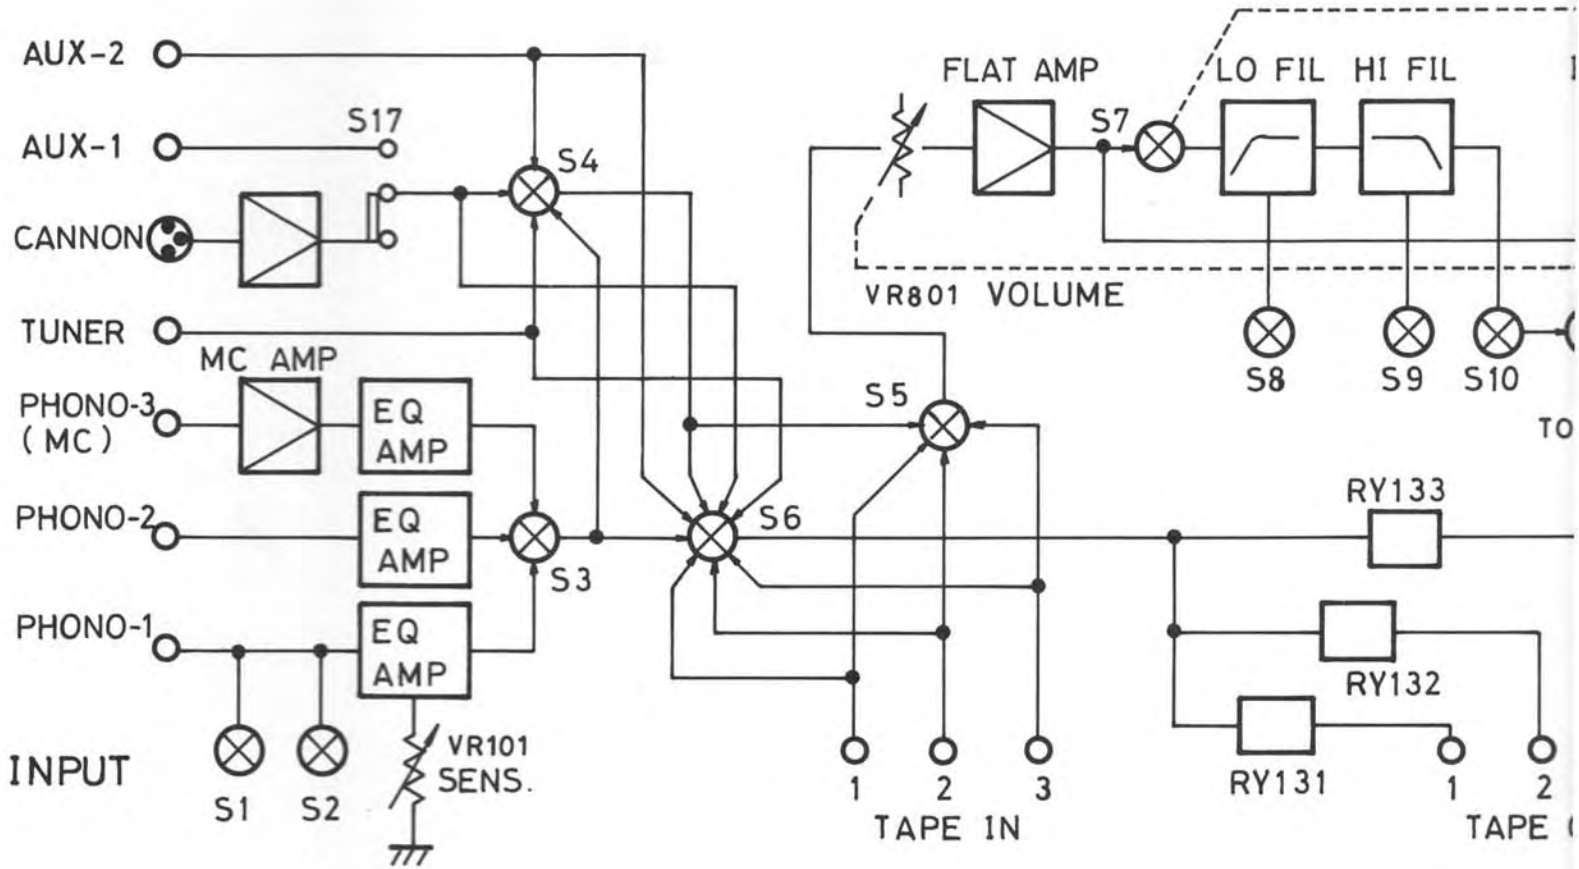 AUX-2
AUX-1
S17
S4
CANNON
TUNER
MC AMP
PHONO-3
(MC)
EQ
AMP
PHONO-2
EQ
AMP
S3
PHONO-1
EQ
AMP
INPUT
S1
S2
VR101
SENS.
FLAT AMP
S7
LO FIL
HI FIL
VR801 VOLUME
S8
S9
S10
S5
TO
S6
RY133
RY132
RY131
1
2
3
TAPE IN
1
2
TAPE